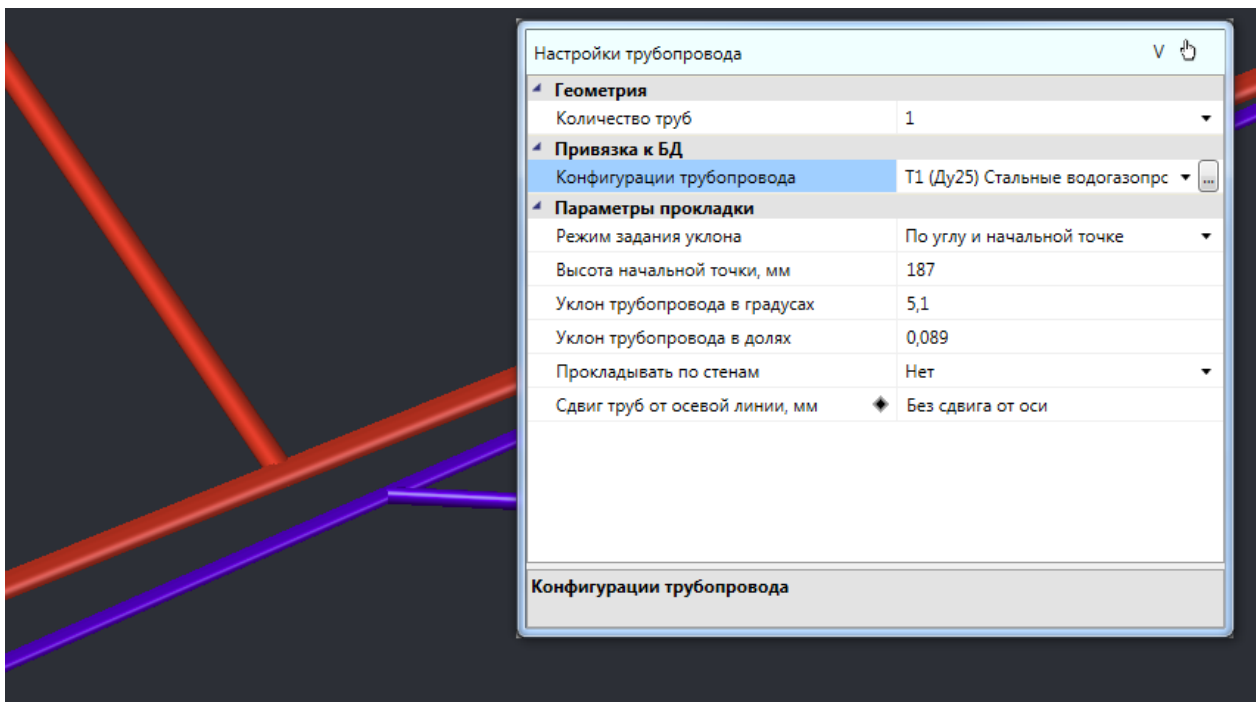 Настройки трубопровода V
Геометрия
Количество труб 1
Привязка к БД
Конфигурации трубопровода Т1 (Ду25) Стальные водогазопрс ...
Параметры прокладки
Режим задания уклона По углу и начальной точке
Высота начальной точки, мм 187
Уклон трубопровода в градусах 5,1
Уклон трубопровода в долях 0,089
Прокладывать по стенам Нет
Сдвиг труб от осевой линии, мм Без сдвига от оси
Конфигурации трубопровода